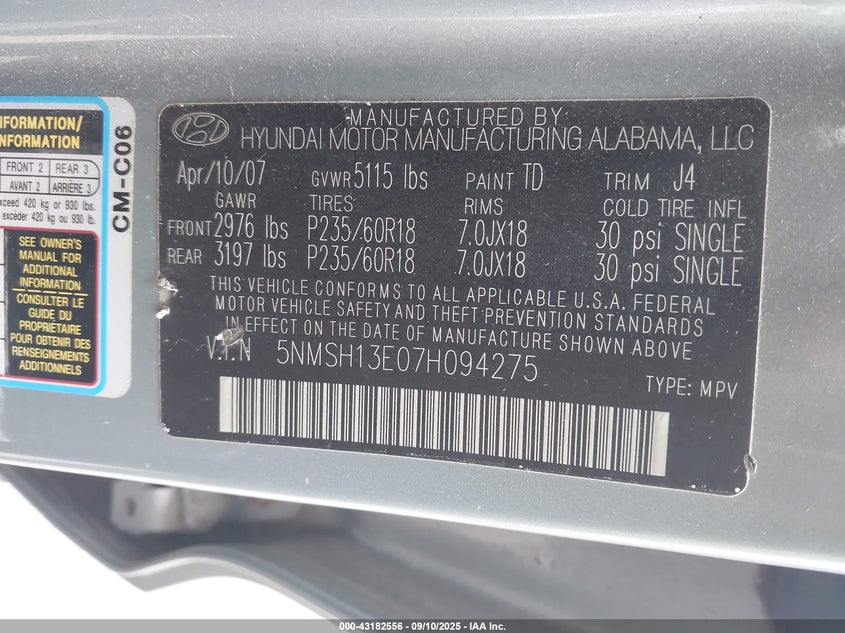 INFORMATION/
INFORMATION
FRONT 2 REAR 3
AVANT 2 ARRIÈRE 3
exceed 420 kg or 930 lbs.
excéder 420 kg ou 930 lb.
SEE OWNER'S
MANUAL FOR
ADDITIONAL
INFORMATION
CONSULTER LE
GUIDE DU
PROPRIÉTAIRE
POUR OBTENIR PLUS
DE
RENSEIGNEMENTS
ADDITIONNELS
CM-C06
MANUFACTURED BY
HYUNDAI MOTOR MANUFACTURING ALABAMA, LLC
Apr/10/07 GVWR 5115 lbs PAINT TD TRIM J4
GAWR TIRES RIMS COLD TIRE INFL
FRONT 2976 lbs P235/60R18 7.0JX18 30 psi SINGLE
REAR 3197 lbs P235/60R18 7.0JX18 30 psi SINGLE
THIS VEHICLE CONFORMS TO ALL APPLICABLE U.S.A. FEDERAL
MOTOR VEHICLE SAFETY AND THEFT PREVENTION STANDARDS
IN EFFECT ON THE DATE OF MANUFACTURE SHOWN ABOVE
V.I.N 5NMSH13E07H094275
TYPE: MPV
000-43182556 - 09/10/2025 - IAA Inc.